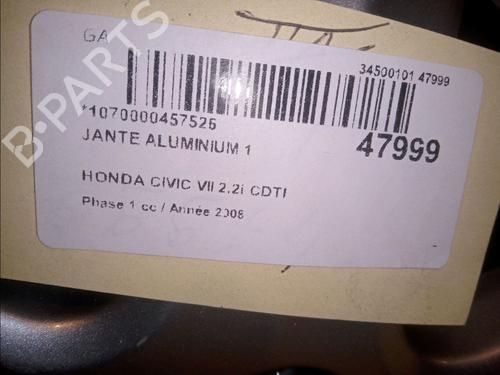 GA
34500101 47999
*1070000457526
47999
JANTE ALUMINIUM 1
HONDA CIVIC VII 2.2i CDTI
Phase 1 cc / Année 2008
B-PARTS